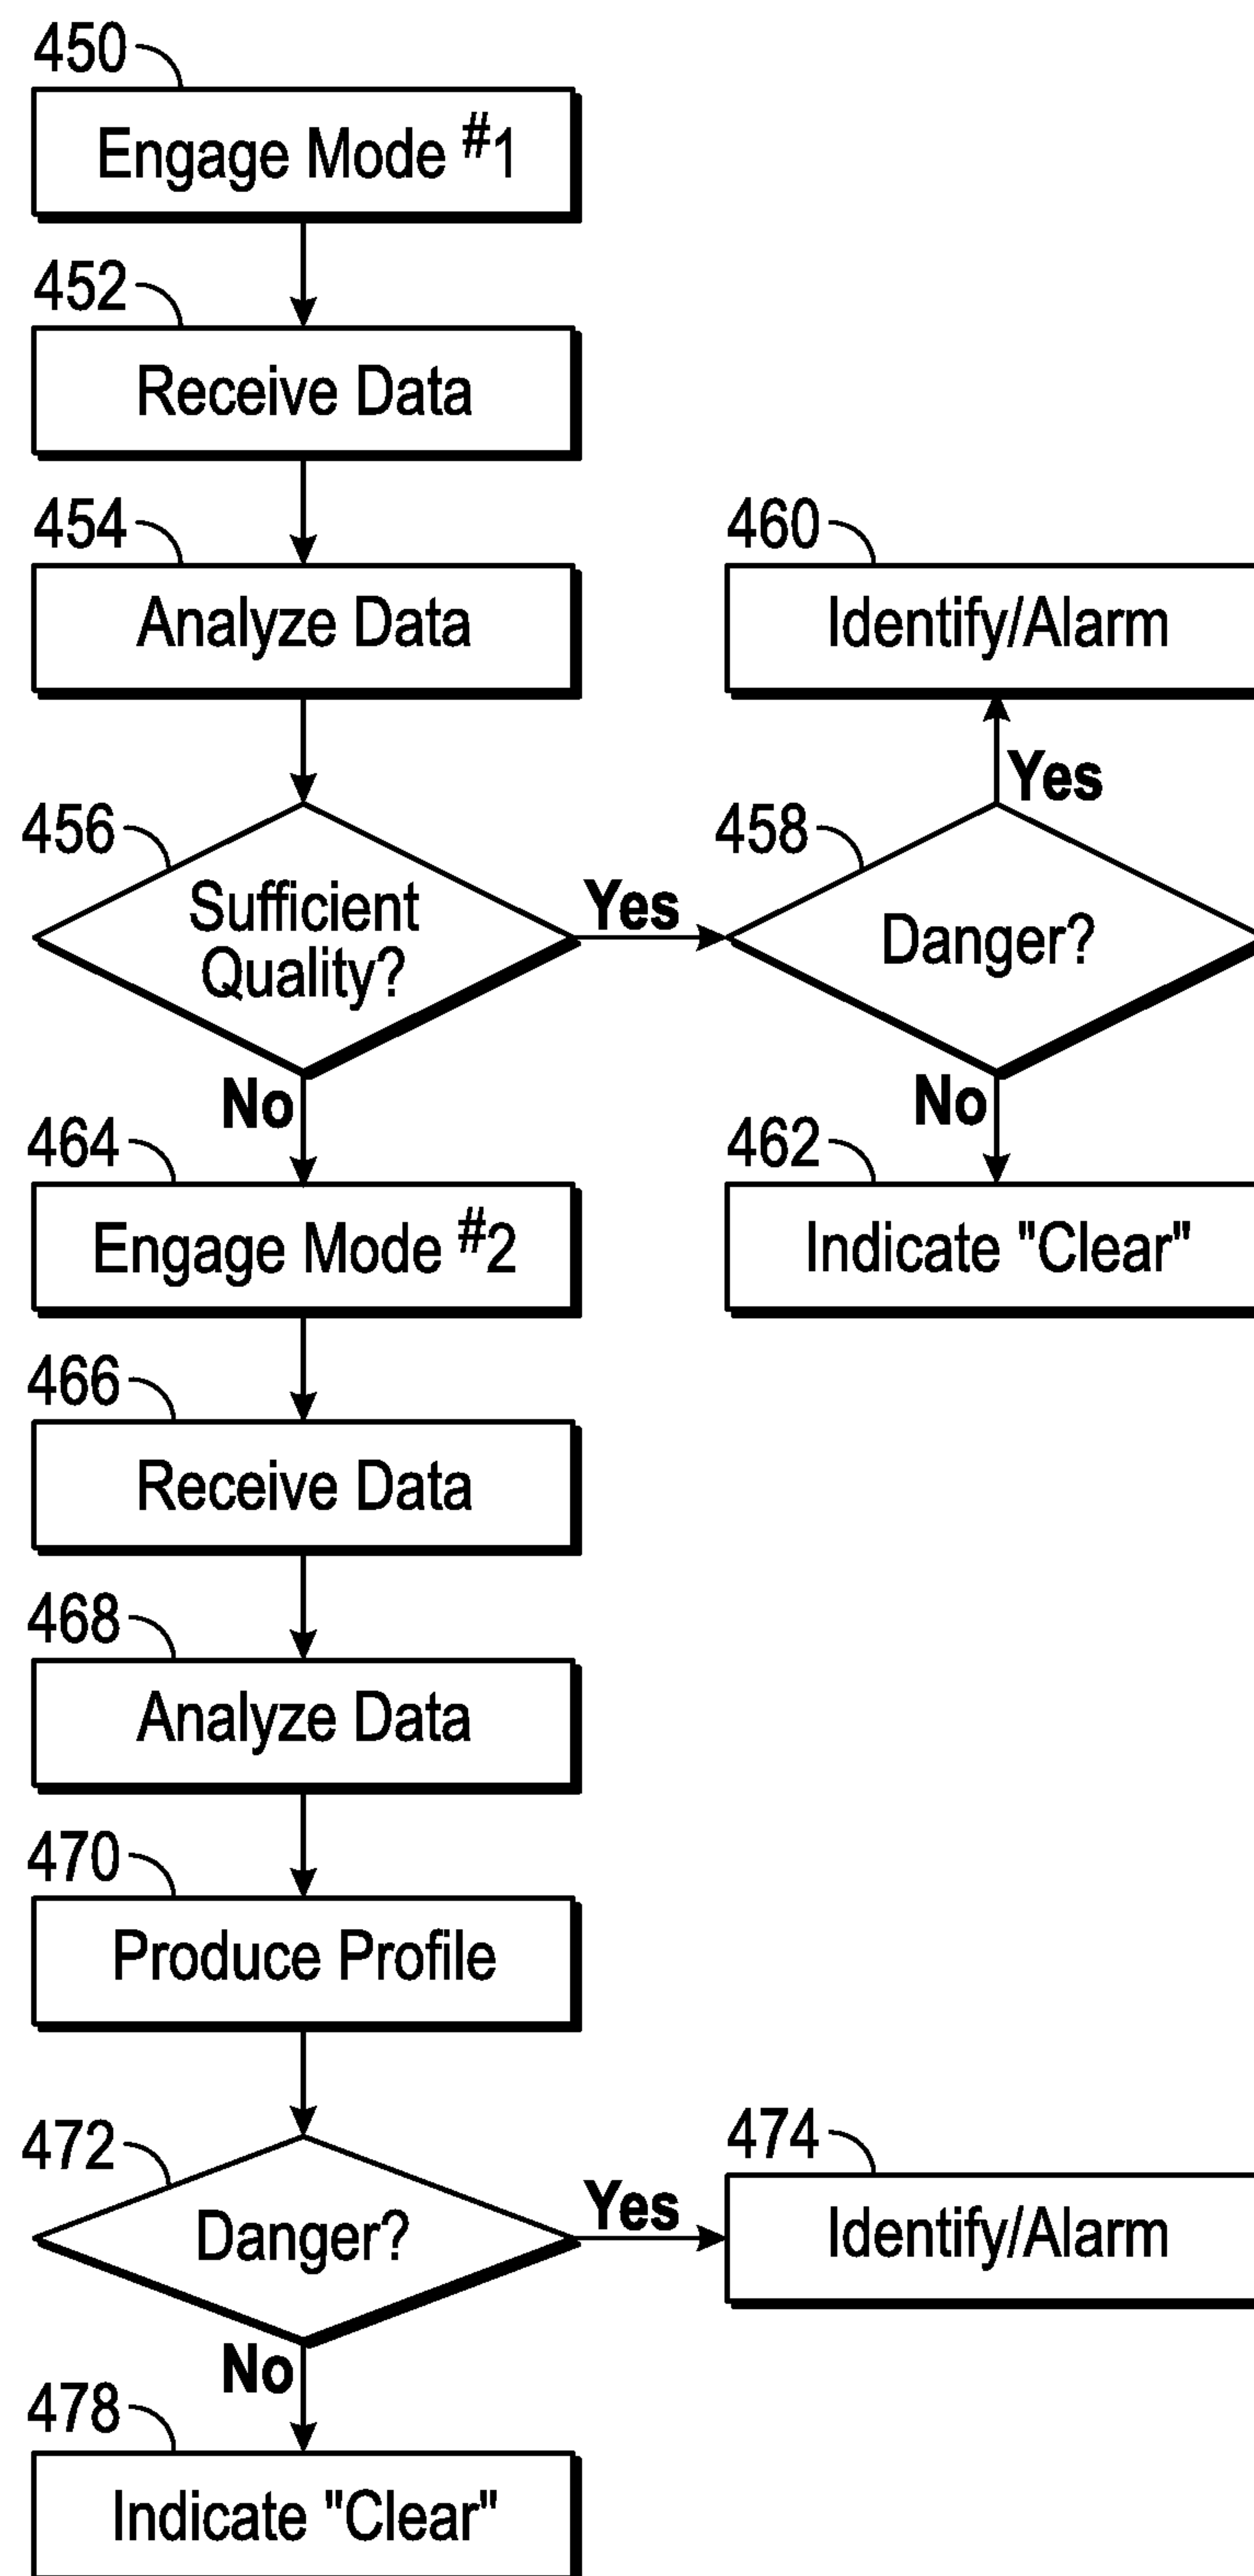 450
Engage Mode #1
452
Receive Data
454
Analyze Data
460
Identify/Alarm
Yes
456
Sufficient
Quality?
Yes
458
Danger?
No
No
462
Indicate "Clear"
464
Engage Mode #2
466
Receive Data
468
Analyze Data
470
Produce Profile
472
Danger?
Yes
474
Identify/Alarm
No
478
Indicate "Clear"